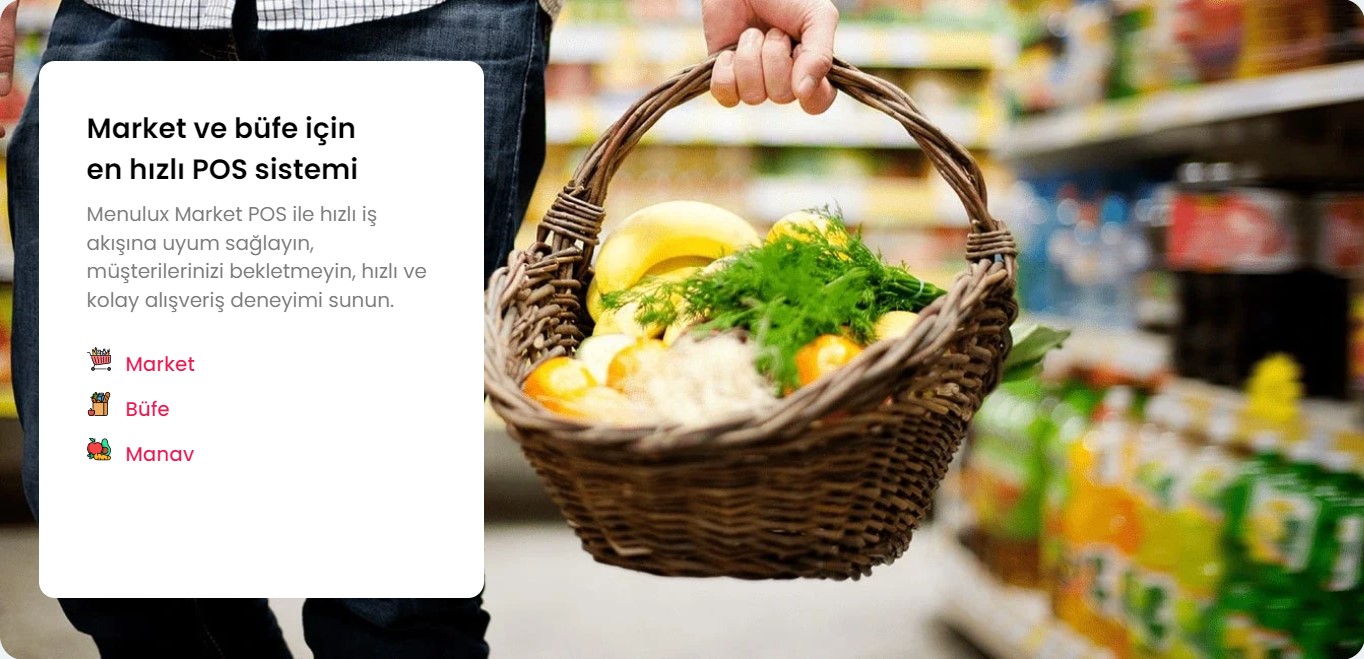 Market ve büfe için
en hızlı POS sistemi
Menulux Market POS ile hızlı iş
akışına uyum sağlayın,
müşterilerinizi bekletmeyin, hızlı ve
kolay alışveriş deneyimi sunun.
Market
Büfe
Manav